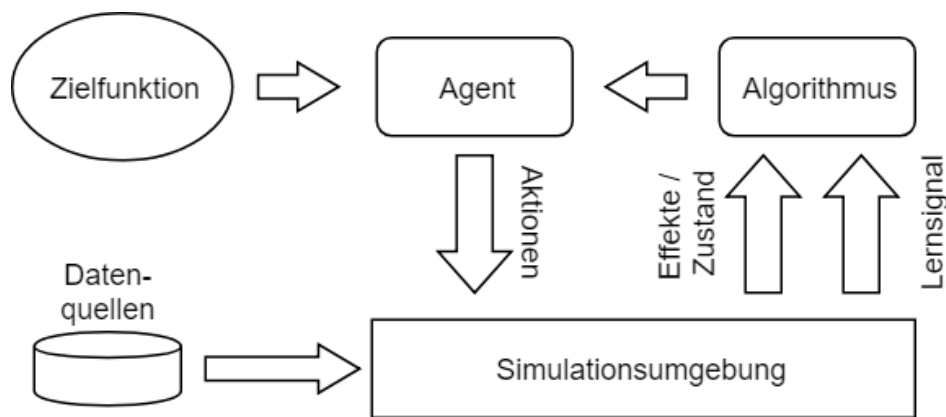 Zielfunktion
Agent
Algorithmus
Aktionen
Effekte /
Zustand
Lernsignal
Daten-
quellen
Simulationsumgebung